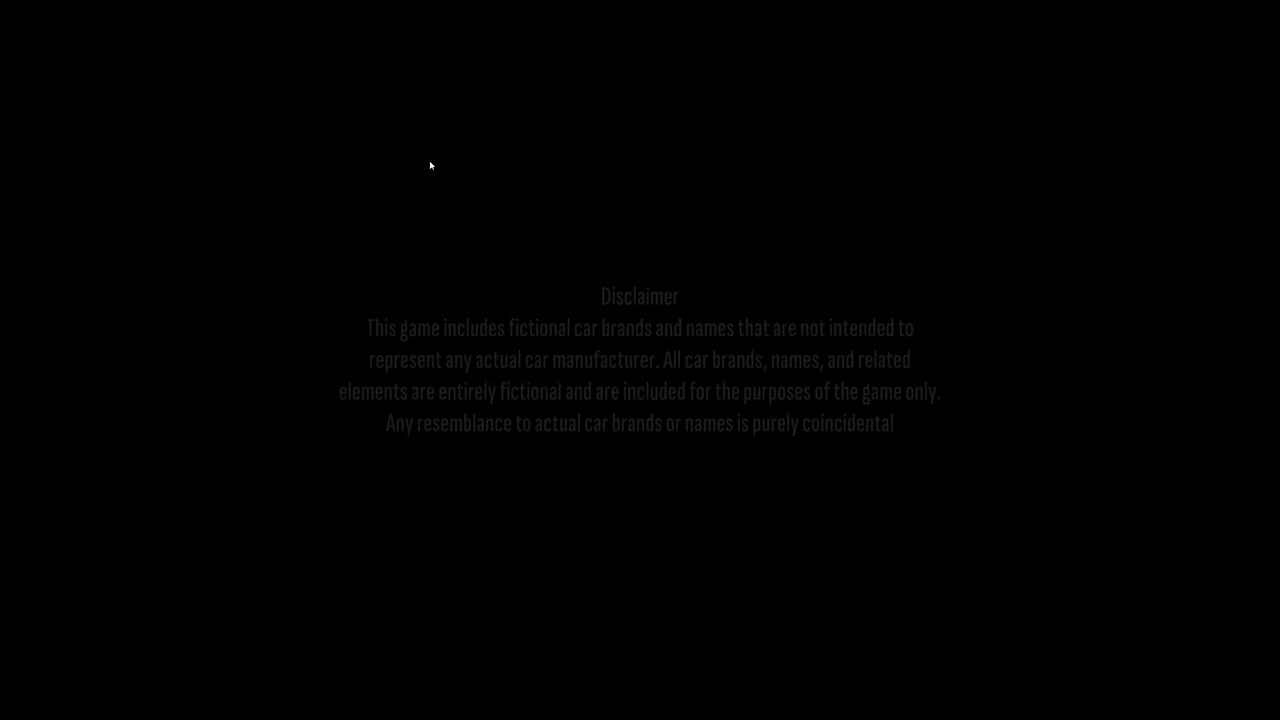 Disclaimer
This game includes fictional car brands and names that are not intended to
represent any actual car manufacturer. All car brands, names, and related
elements are entirely fictional and are included for the purposes of the game only.
Any resemblance to actual car brands or names is purely coincidental